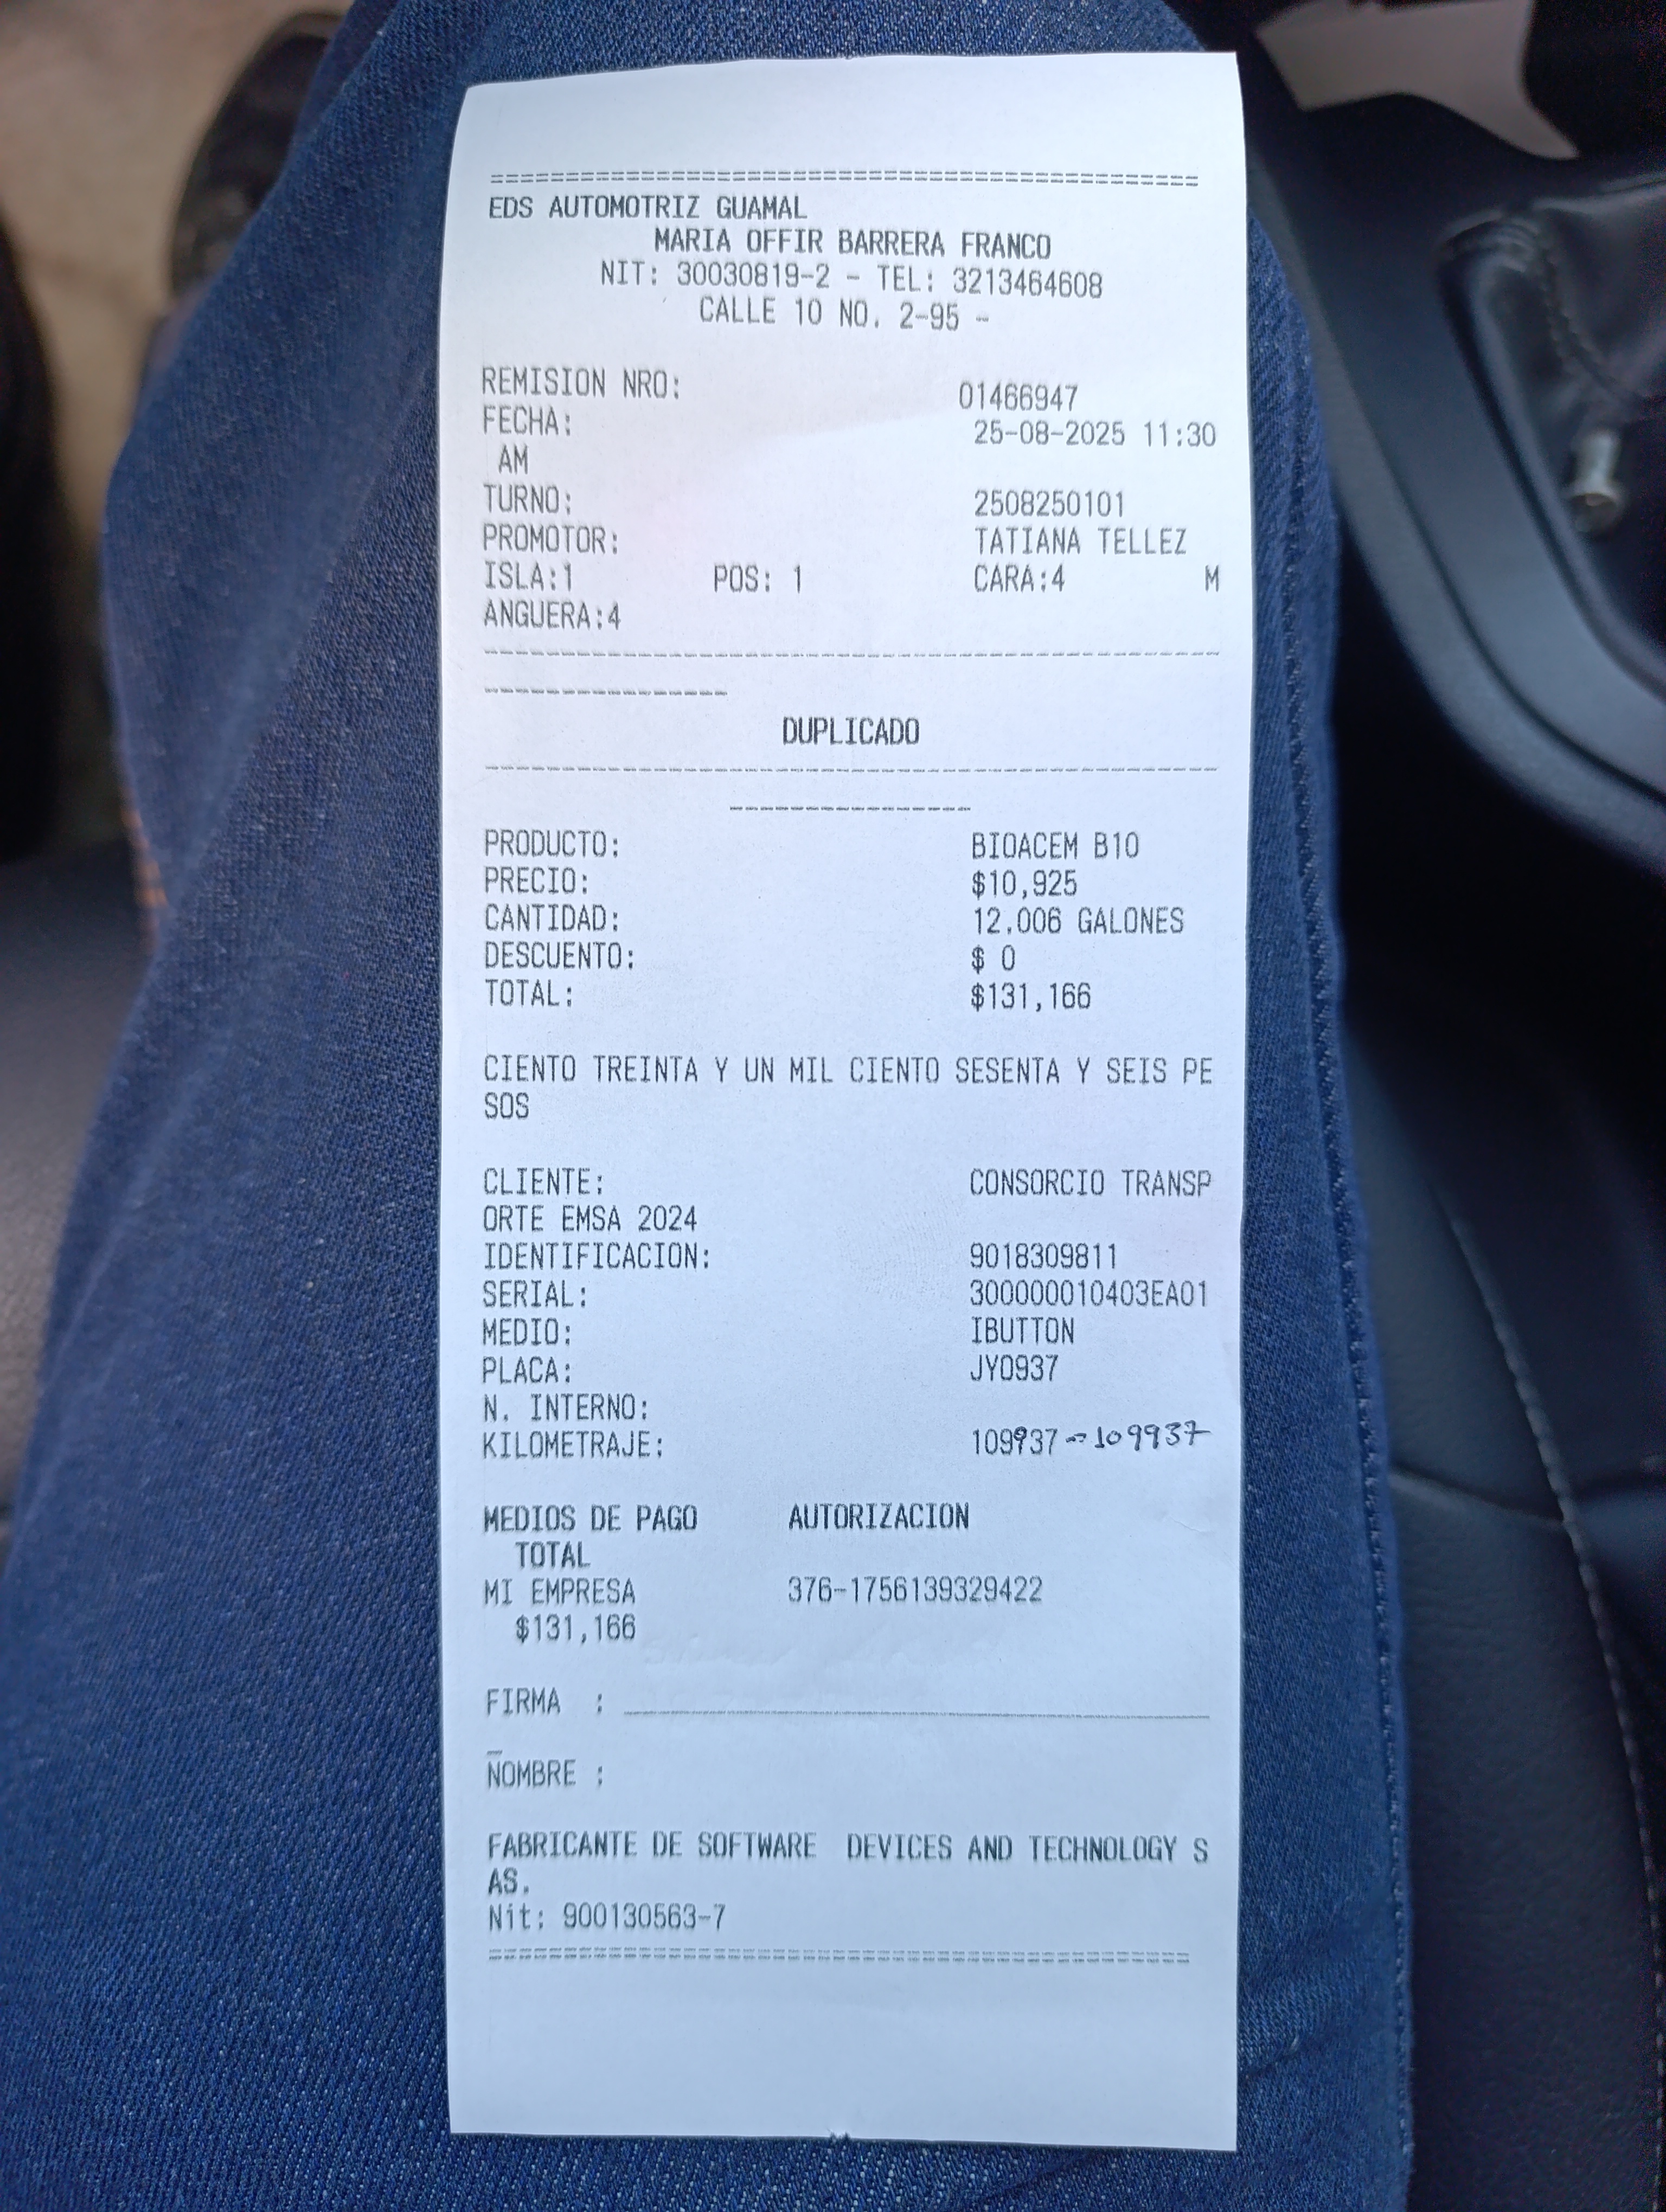 ================================================
EDS AUTOMOTRIZ GUAMAL
MARIA OFFIR BARRERA FRANCO
NIT: 30030819-2 - TEL: 3213464608
CALLE 10 NO. 2-95 -
REMISION NRO: 01466947
FECHA: 25-08-2025 11:30
AM
TURNO: 2508250101
PROMOTOR: TATIANA TELLEZ
ISLA:1 POS: 1 CARA:4 M
ANGUERA:4
------------------------------------------------
----------------
DUPLICADO
------------------------------------------------
----------------
PRODUCTO: BIOACEM B10
PRECIO: $10,925
CANTIDAD: 12.006 GALONES
DESCUENTO: $ 0
TOTAL: $131,166
CIENTO TREINTA Y UN MIL CIENTO SESENTA Y SEIS PE
SOS
CLIENTE: CONSORCIO TRANSP
ORTE EMSA 2024
IDENTIFICACION: 9018309811
SERIAL: 300000010403EA01
MEDIO: IBUTTON
PLACA: JYO937
N. INTERNO:
KILOMETRAJE: 109937 - 109937
MEDIOS DE PAGO AUTORIZACION
TOTAL
MI EMPRESA 376-1756139329422
$131,166
FIRMA : _______________________________________
_
NOMBRE :
FABRICANTE DE SOFTWARE DEVICES AND TECHNOLOGY S
AS.
Nit: 900130563-7
================================================